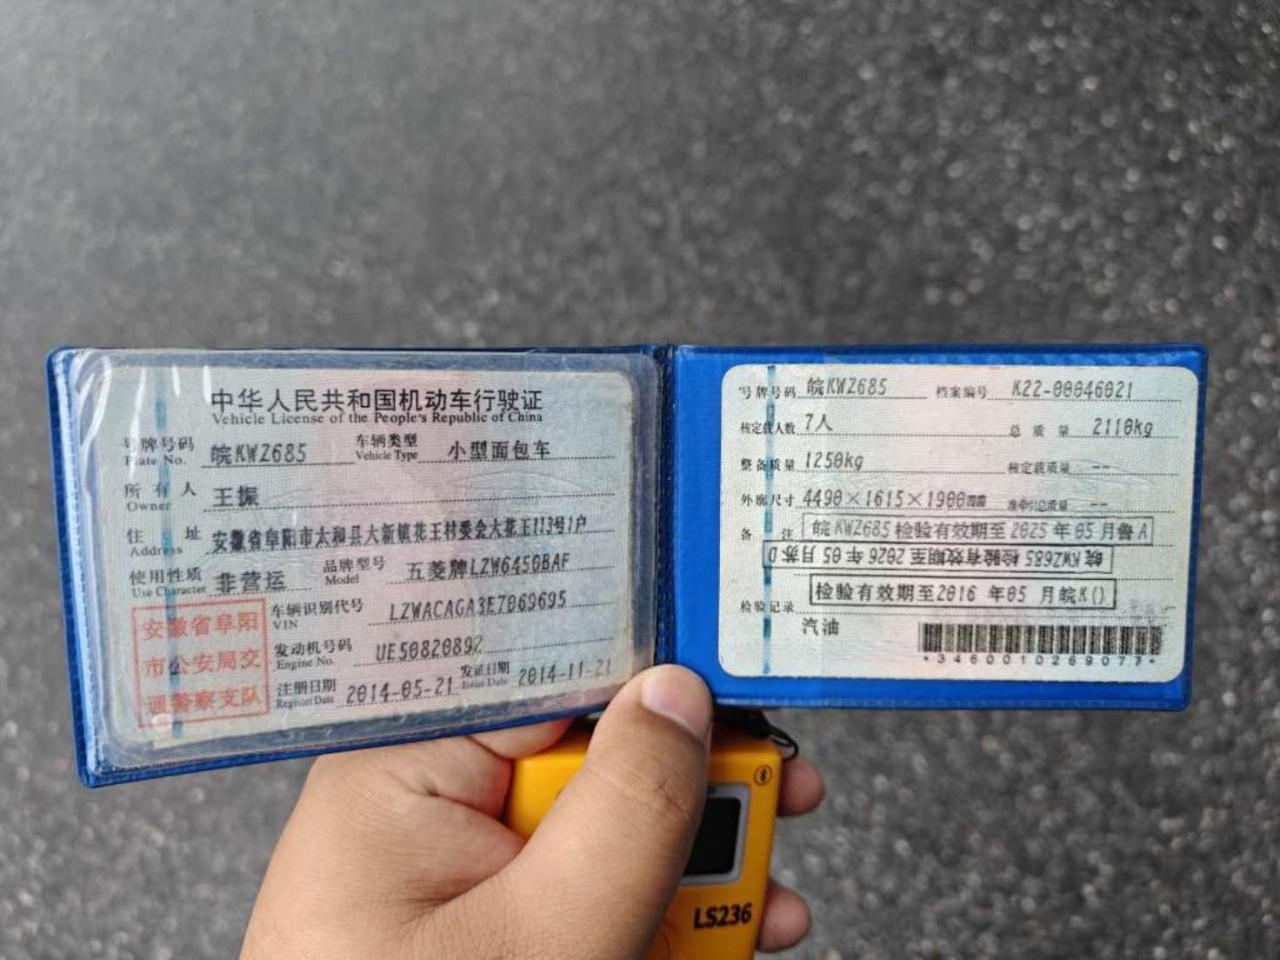 中华人民共和国机动车行驶证
Vehicle License of the People's Republic of China
号牌号码 皖KWZ685 车辆类型 小型面包车
Plate No. Vehicle Type
所有人 王振
Owner
住址 安徽省阜阳市太和县大新镇花王村委会大花王113号1户
Address
使用性质 非营运 品牌型号 五菱牌LZW6450BAF
Use Character Model
安徽省阜阳市公安局交通警察支队
车辆识别代号 LZWACAGA3E7069695
VIN
发动机号码 UE50820892
Engine No.
注册日期 2014-05-21 发证日期 2014-11-21
Register Date Issue Date
号牌号码 皖KWZ685 档案编号 K22-00046021
核定载人数 7人 总质量 2110kg
整备质量 1250kg 核定载质量 --
外廓尺寸 4490×1615×1900mm 准牵引总质量 --
备注 皖KWZ685检验有效期至2025年05月鲁A
皖KWZ685检验有效期至2026年05月苏D
检验有效期至2016年05月皖K()
检验记录
汽油
*3460010269077*
LS236